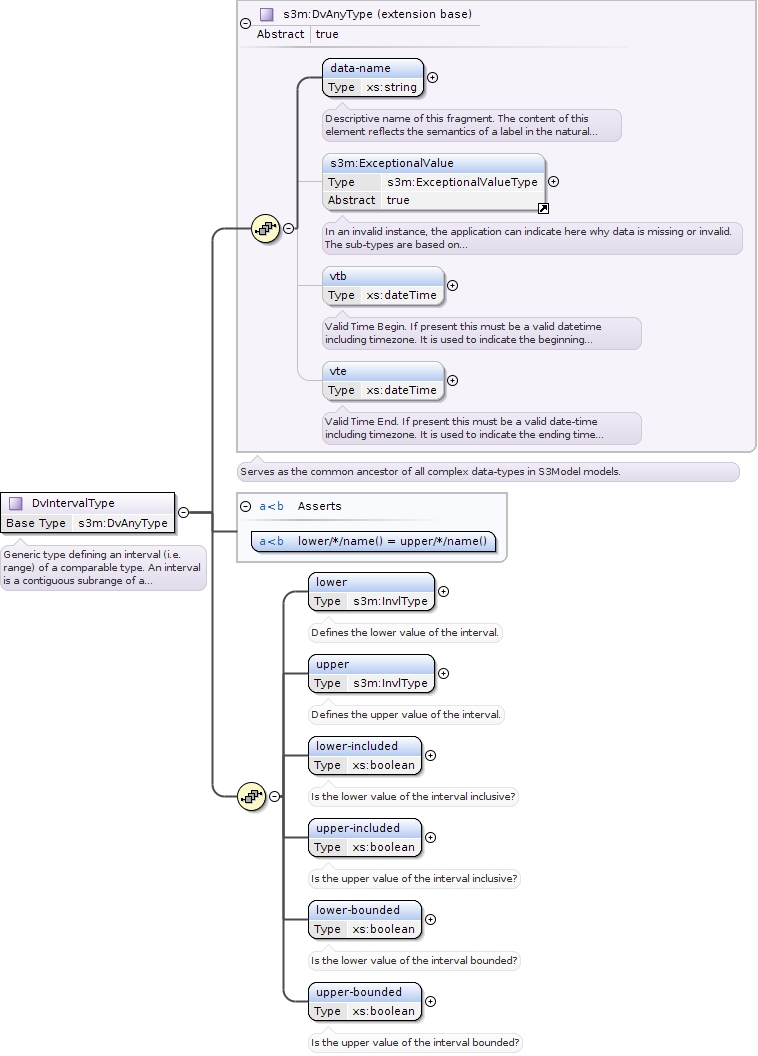 s3m:DvAnyType (extension base)
Abstract true
data-name
Type xs:string
Descriptive name of this fragment. The content of this
element reflects the semantics of a label in the natural...
s3m:ExceptionalValue
Type s3m:ExceptionalValueType
Abstract true
In an invalid instance, the application can indicate here why data is missing or invalid.
The sub-types are based on...
vtb
Type xs:dateTime
Valid Time Begin. If present this must be a valid datetime
including timezone. It is used to indicate the beginning...
vte
Type xs:dateTime
Valid Time End. If present this must be a valid date-time
including timezone. It is used to indicate the ending time...
Serves as the common ancestor of all complex data-types in S3Model models.
DvIntervalType
Base Type s3m:DvAnyType
Generic type defining an interval (i.e.
range) of a comparable type. An interval
is a contiguous subrange of a...
a<b Asserts
a<b lower/*/name() = upper/*/name()
lower
Type s3m:InvlType
Defines the lower value of the interval.
upper
Type s3m:InvlType
Defines the upper value of the interval.
lower-included
Type xs:boolean
Is the lower value of the interval inclusive?
upper-included
Type xs:boolean
Is the upper value of the interval inclusive?
lower-bounded
Type xs:boolean
Is the lower value of the interval bounded?
upper-bounded
Type xs:boolean
Is the upper value of the interval bounded?